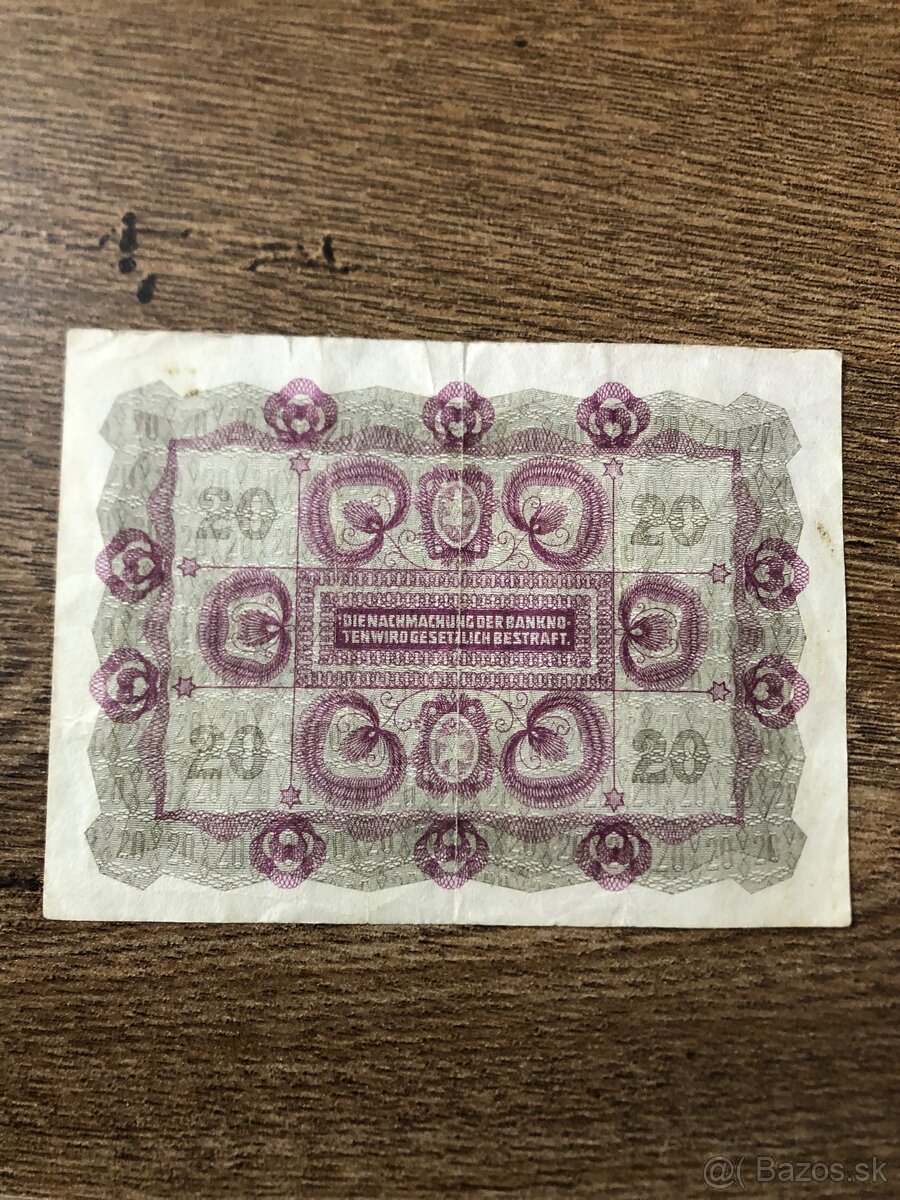 20 20
DIE NACHMACHUNG DER BANKNO-
TEN WIRD GESETZLICH BESTRAFT.
20 20
@( Bazos.sk